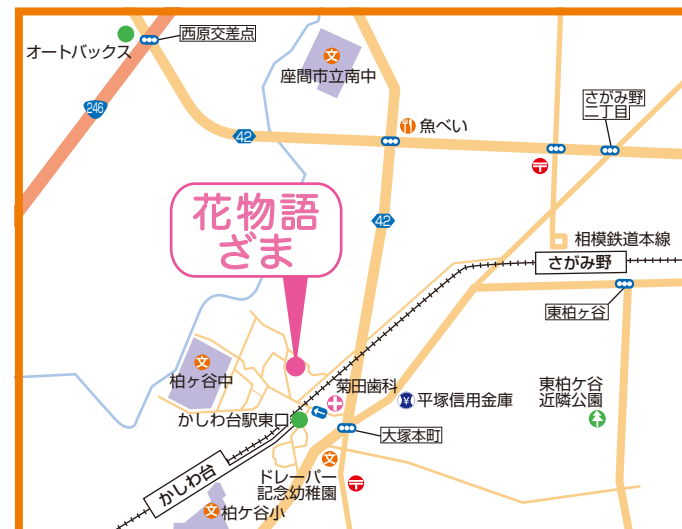 西原交差点
オートバックス
246
文
座間市立南中
42
魚べい
さがみ野
二丁目
〒
花物語
ざま
42
相模鉄道本線
さがみ野
東柏ヶ谷
文
柏ヶ谷中
菊田歯科
¥
平塚信用金庫
東柏ケ谷
近隣公園
かしわ台駅東口
大塚本町
かしわ台
文
ドレーパー
記念幼稚園
〒
文
柏ケ谷小